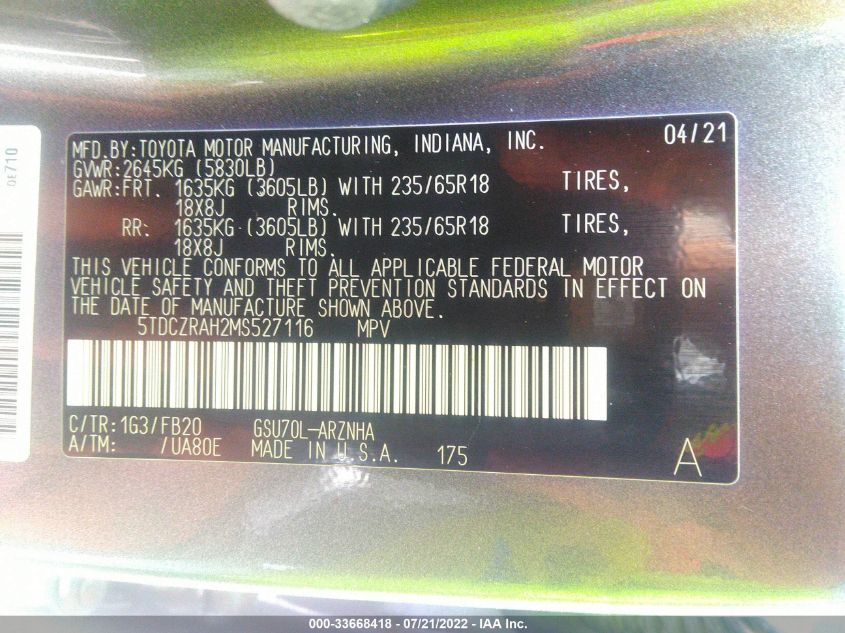 MFD.BY:TOYOTA MOTOR MANUFACTURING, INDIANA, INC. 04/21
GVWR:2645KG (5830LB)
GAWR:FRT. 1635KG (3605LB) WITH 235/65R18 TIRES,
18X8J RIMS.
RR. 1635KG (3605LB) WITH 235/65R18 TIRES,
18X8J RIMS.
THIS VEHICLE CONFORMS TO ALL APPLICABLE FEDERAL MOTOR
VEHICLE SAFETY AND THEFT PREVENTION STANDARDS IN EFFECT ON
THE DATE OF MANUFACTURE SHOWN ABOVE.
5TDCZRAH2MS527116 MPV
C/TR:1G3/FB20 GSU70L-ARZNHA
A/TM: /UA80E MADE IN U.S.A. 175 A
0E710
000-33668418 - 07/21/2022 - IAA Inc.